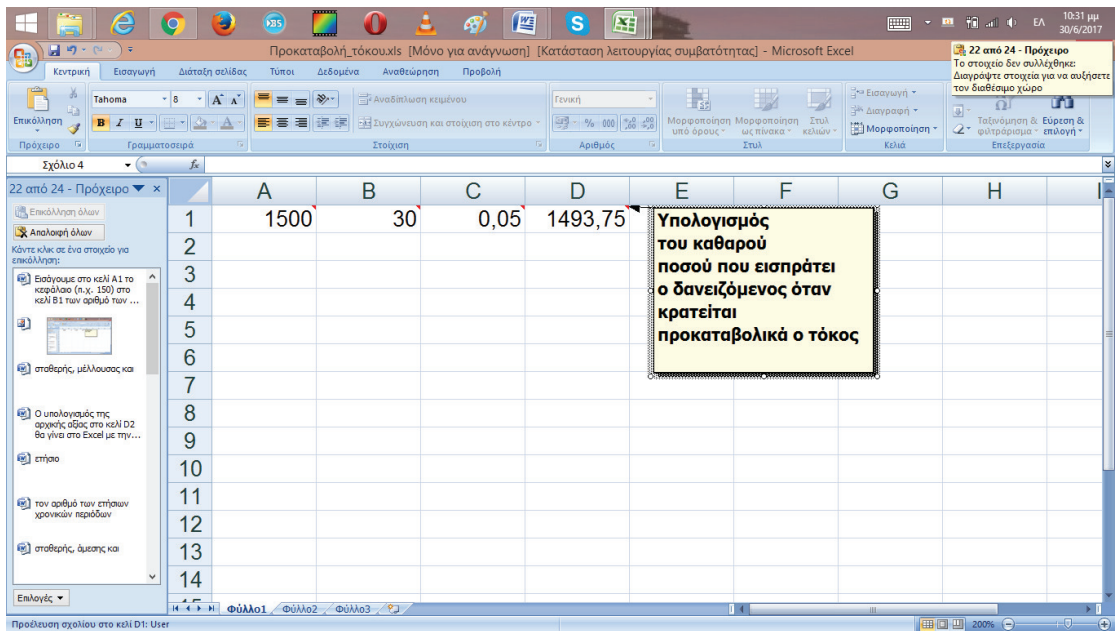 10:31 μμ
ΕΛ
30/6/2017
Προκαταβολή_τόκου.xls [Μόνο για ανάγνωση] [Κατάσταση λειτουργίας συμβατότητας] - Microsoft Excel
22 από 24 - Πρόχειρο
Το στοιχείο δεν συλλέχθηκε:
Διαγράψτε στοιχεία για να αυξήσετε
τον διαθέσιμο χώρο
Κεντρική Εισαγωγή Διάταξη σελίδας Τύποι Δεδομένα Αναθεώρηση Προβολή
Επικόλληση
Tahoma 8
Αναδίπλωση κειμένου
Συγχώνευση και στοίχιση στο κέντρο
Γενική
% 000
Μορφοποίηση υπό όρους
Μορφοποίηση ως πίνακα
Στυλ κελιών
Εισαγωγή
Διαγραφή
Μορφοποίηση
Ταξινόμηση & φιλτράρισμα
Εύρεση & επιλογή
Πρόχειρο Γραμματοσειρά Στοίχιση Αριθμός Στυλ Κελιά Επεξεργασία
Σχόλιο 4 fx
22 από 24 - Πρόχειρο
Επικόλληση όλων
Απαλοιφή όλων
Κάντε κλικ σε ένα στοιχείο για
επικόλληση:
Εισάγουμε στο κελί A1 το
κεφάλαιο (π.χ. 150) στο
κελί B1 των αριθμό των ...
σταθερής, μέλλουσας και
Ο υπολογισμός της
αρχικής αξίας στο κελί D2
θα γίνει στο Excel με την...
ετήσιο
τον αριθμό των ετήσιων
χρονικών περιόδων
σταθερής, άμεσης και
Επιλογές
A B C D E F G H I
1 1500 30 0,05 1493,75
2
3
4
5
6
7
8
9
10
11
12
13
14
15
Υπολογισμός
του καθαρού
ποσού που εισπράτει
ο δανειζόμενος όταν
κρατείται
προκαταβολικά ο τόκος
Φύλλο1 Φύλλο2 Φύλλο3
Προέλευση σχολίου στο κελί D1: User
200%